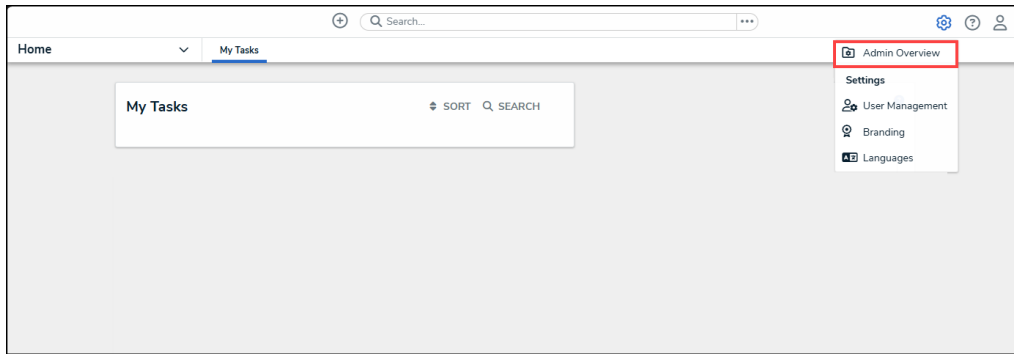 Search...
Home
My Tasks
Admin Overview
Settings
My Tasks
SORT
SEARCH
User Management
Branding
Languages